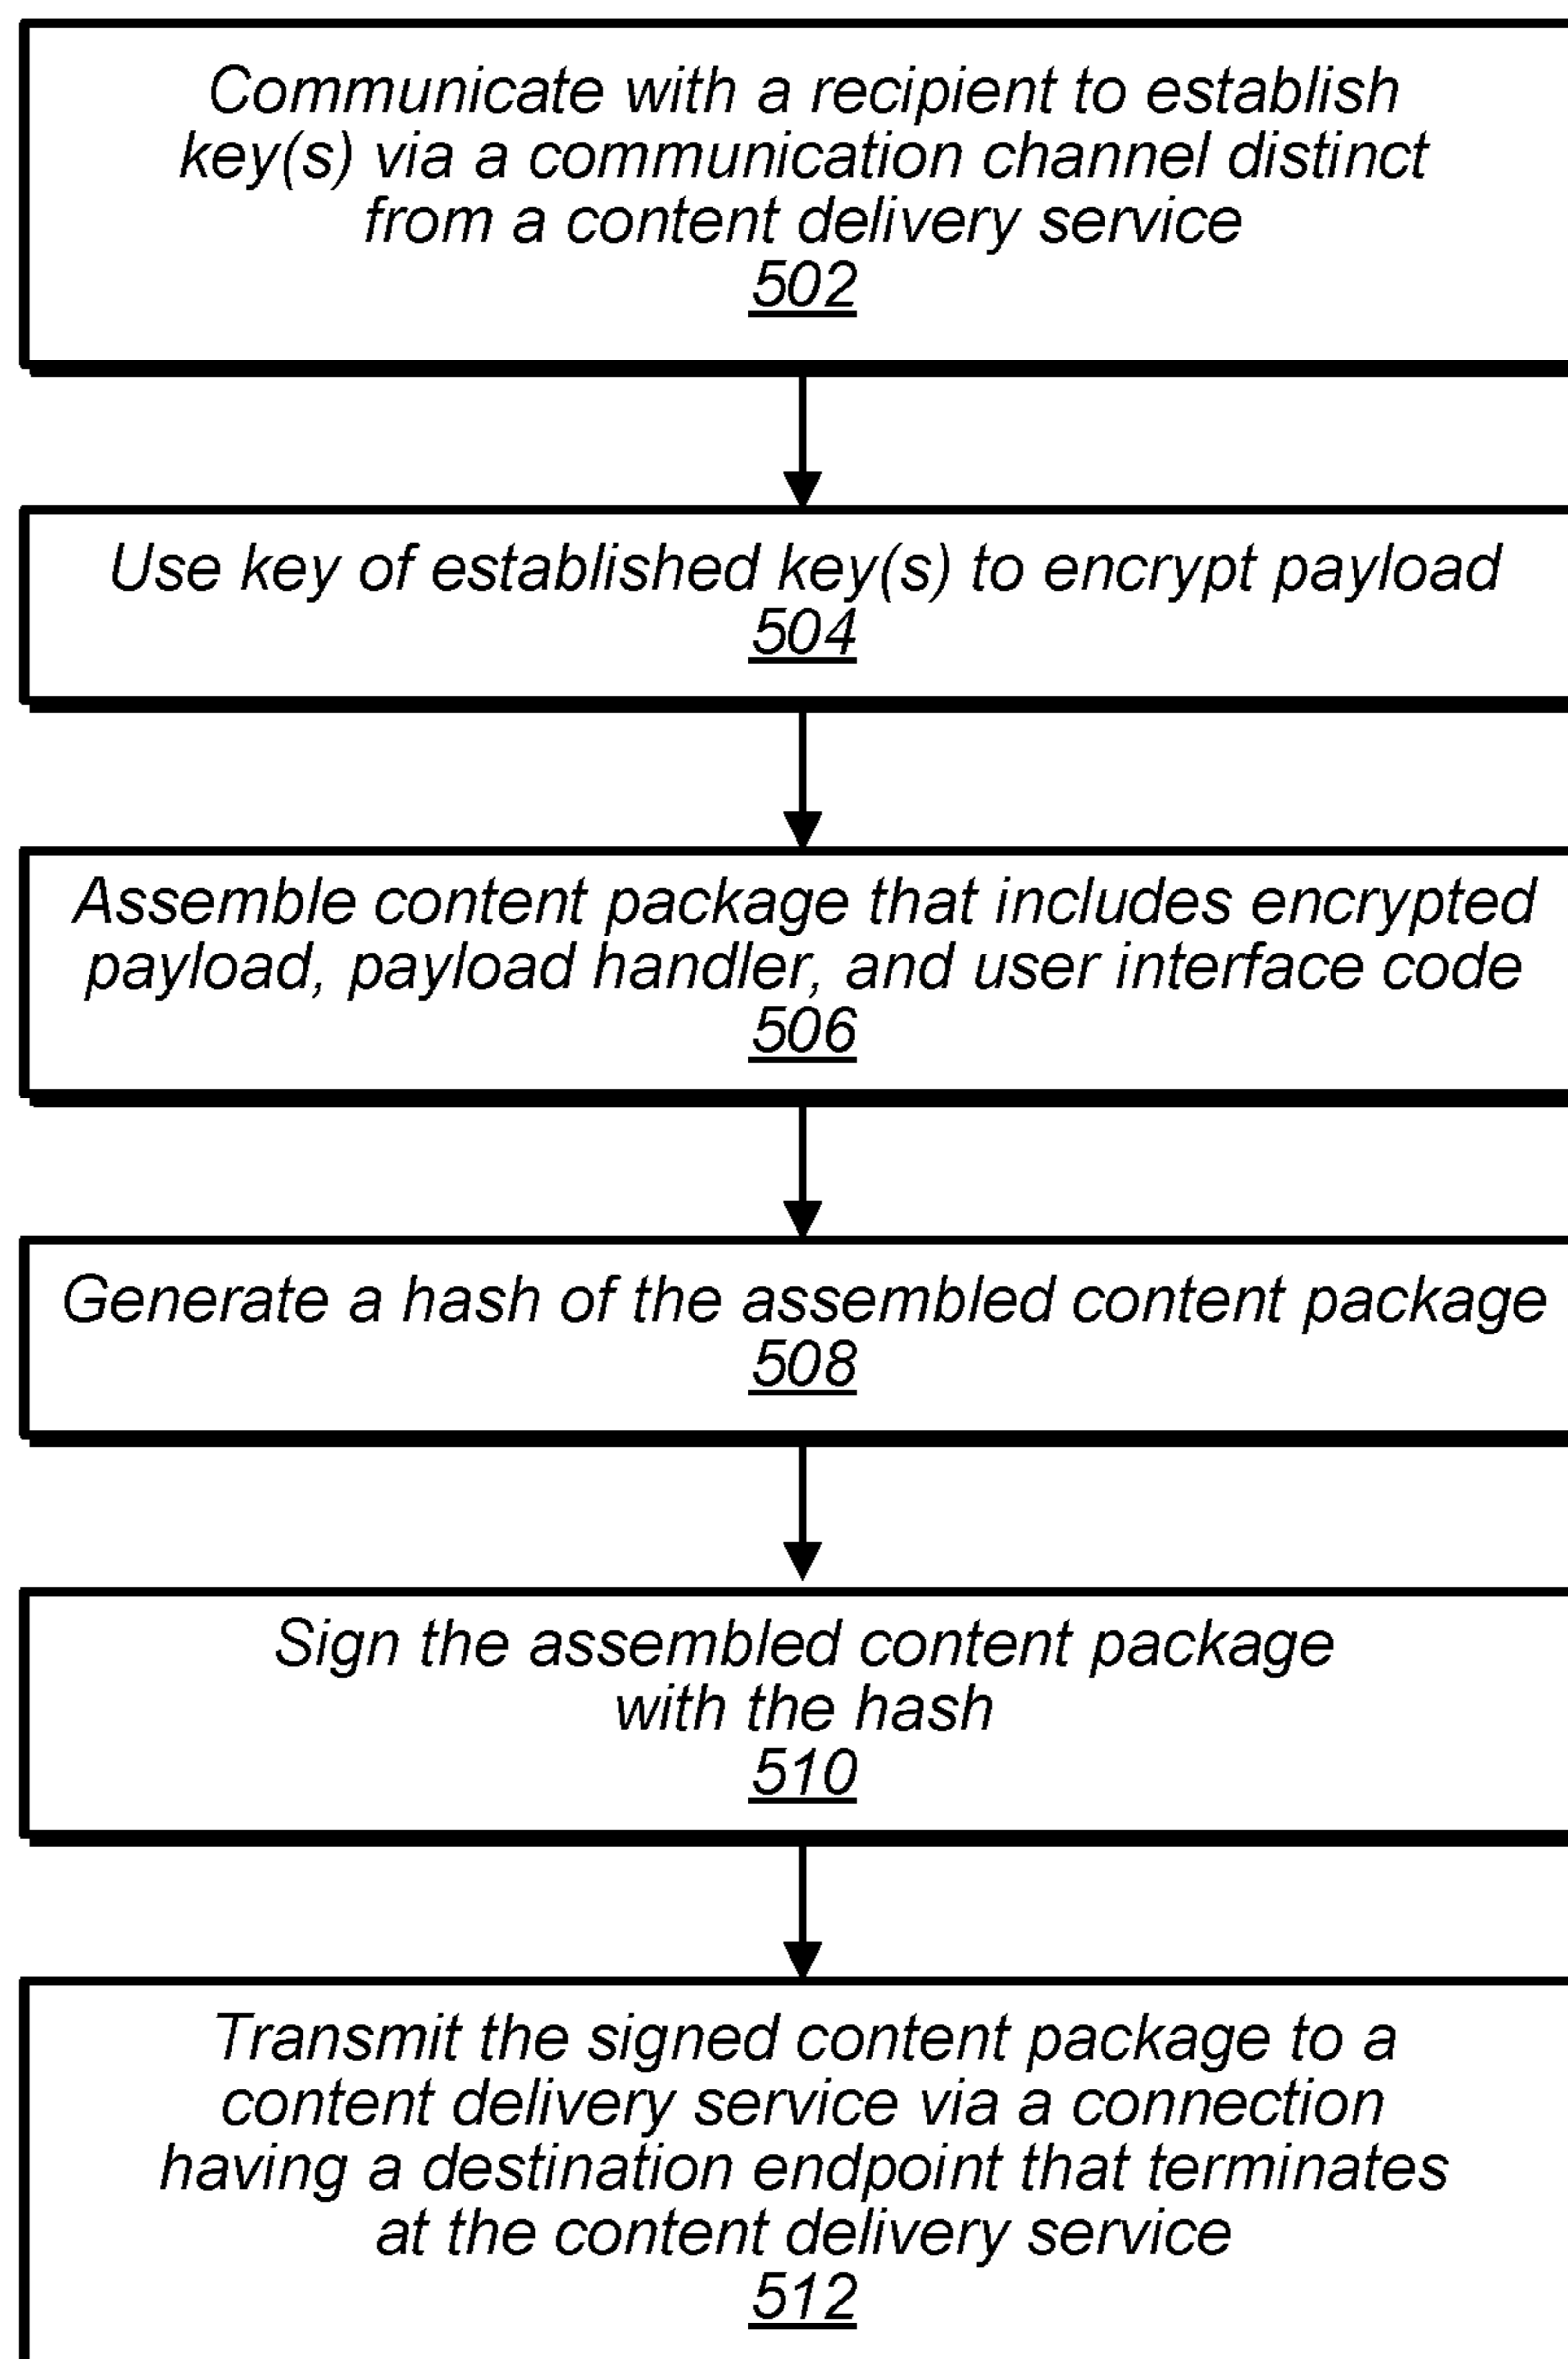 Communicate with a recipient to establish
key(s) via a communication channel distinct
from a content delivery service
502
Use key of established key(s) to encrypt payload
504
Assemble content package that includes encrypted
payload, payload handler, and user interface code
506
Generate a hash of the assembled content package
508
Sign the assembled content package
with the hash
510
Transmit the signed content package to a
content delivery service via a connection
having a destination endpoint that terminates
at the content delivery service
512